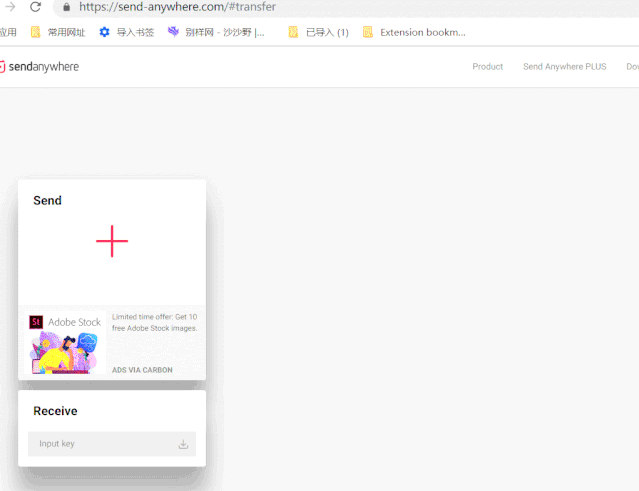 https://send-anywhere.com/#transfer
应用 常用网址 导入书签 别样网 - 沙沙野 |... 已导入 (1) Extension bookm...
sendanywhere Product Send Anywhere PLUS Dov
Send
St Adobe Stock
Limited time offer: Get 10
free Adobe Stock images.
ADS VIA CARBON
Receive
Input key